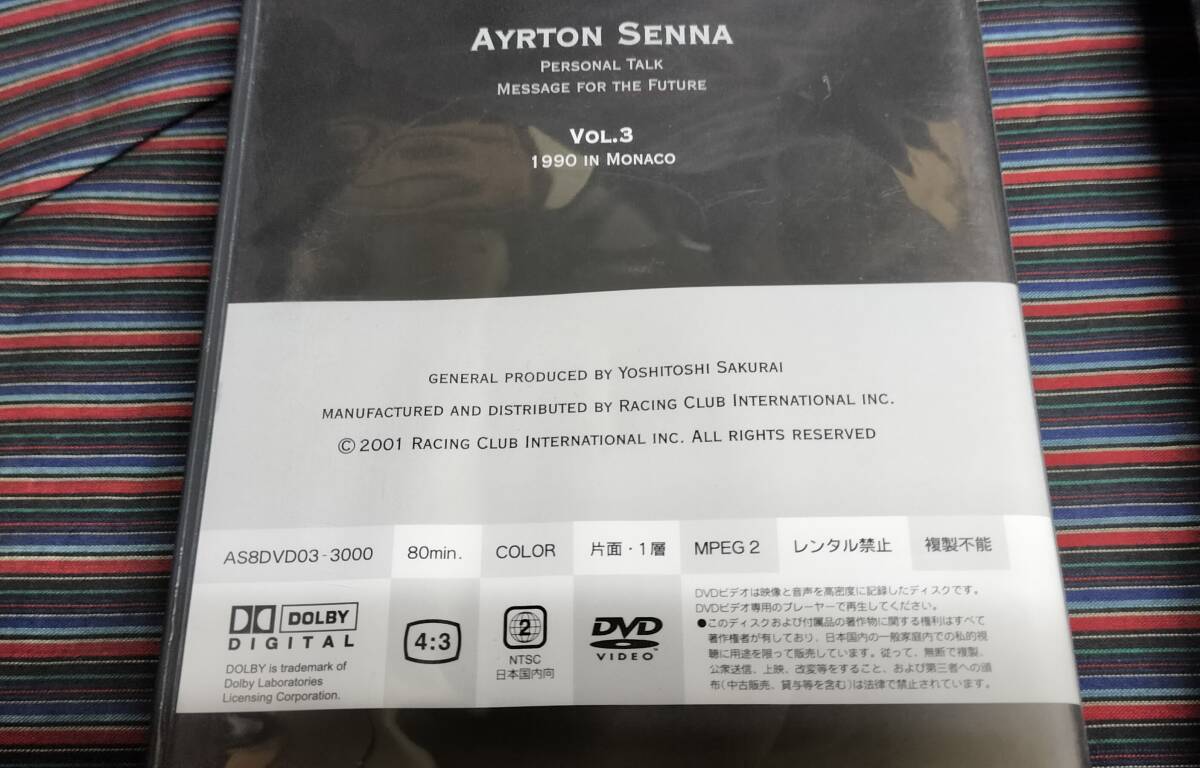 AYRTON SENNA
PERSONAL TALK
MESSAGE FOR THE FUTURE
VOL.3
1990 IN MONACO
GENERAL PRODUCED BY YOSHITOSHI SAKURAI
MANUFACTURED AND DISTRIBUTED BY RACING CLUB INTERNATIONAL INC.
© 2001 RACING CLUB INTERNATIONAL INC. ALL RIGHTS RESERVED
AS8DVD03-3000 80min. COLOR 片面・1層 MPEG 2 レンタル禁止 複製不能
DOLBY
DIGITAL
DOLBY is trademark of
Dolby Laboratories
Licensing Corporation.
4:3
2
NTSC
日本国内向
DVD
VIDEO
DVDビデオは映像と音声を高密度に記録したディスクです。
DVDビデオ専用のプレーヤーで再生してください。
●このディスクおよび付属品の著作物に関する権利はすべて
著作権者が有しており、日本国内の一般家庭内での私的視
聴に用途を限って販売しています。従って、無断で複製、
公衆送信、上映、改変等をすること、および第三者への頒
布(中古販売、貸与等を含む)は法律で禁止されています。